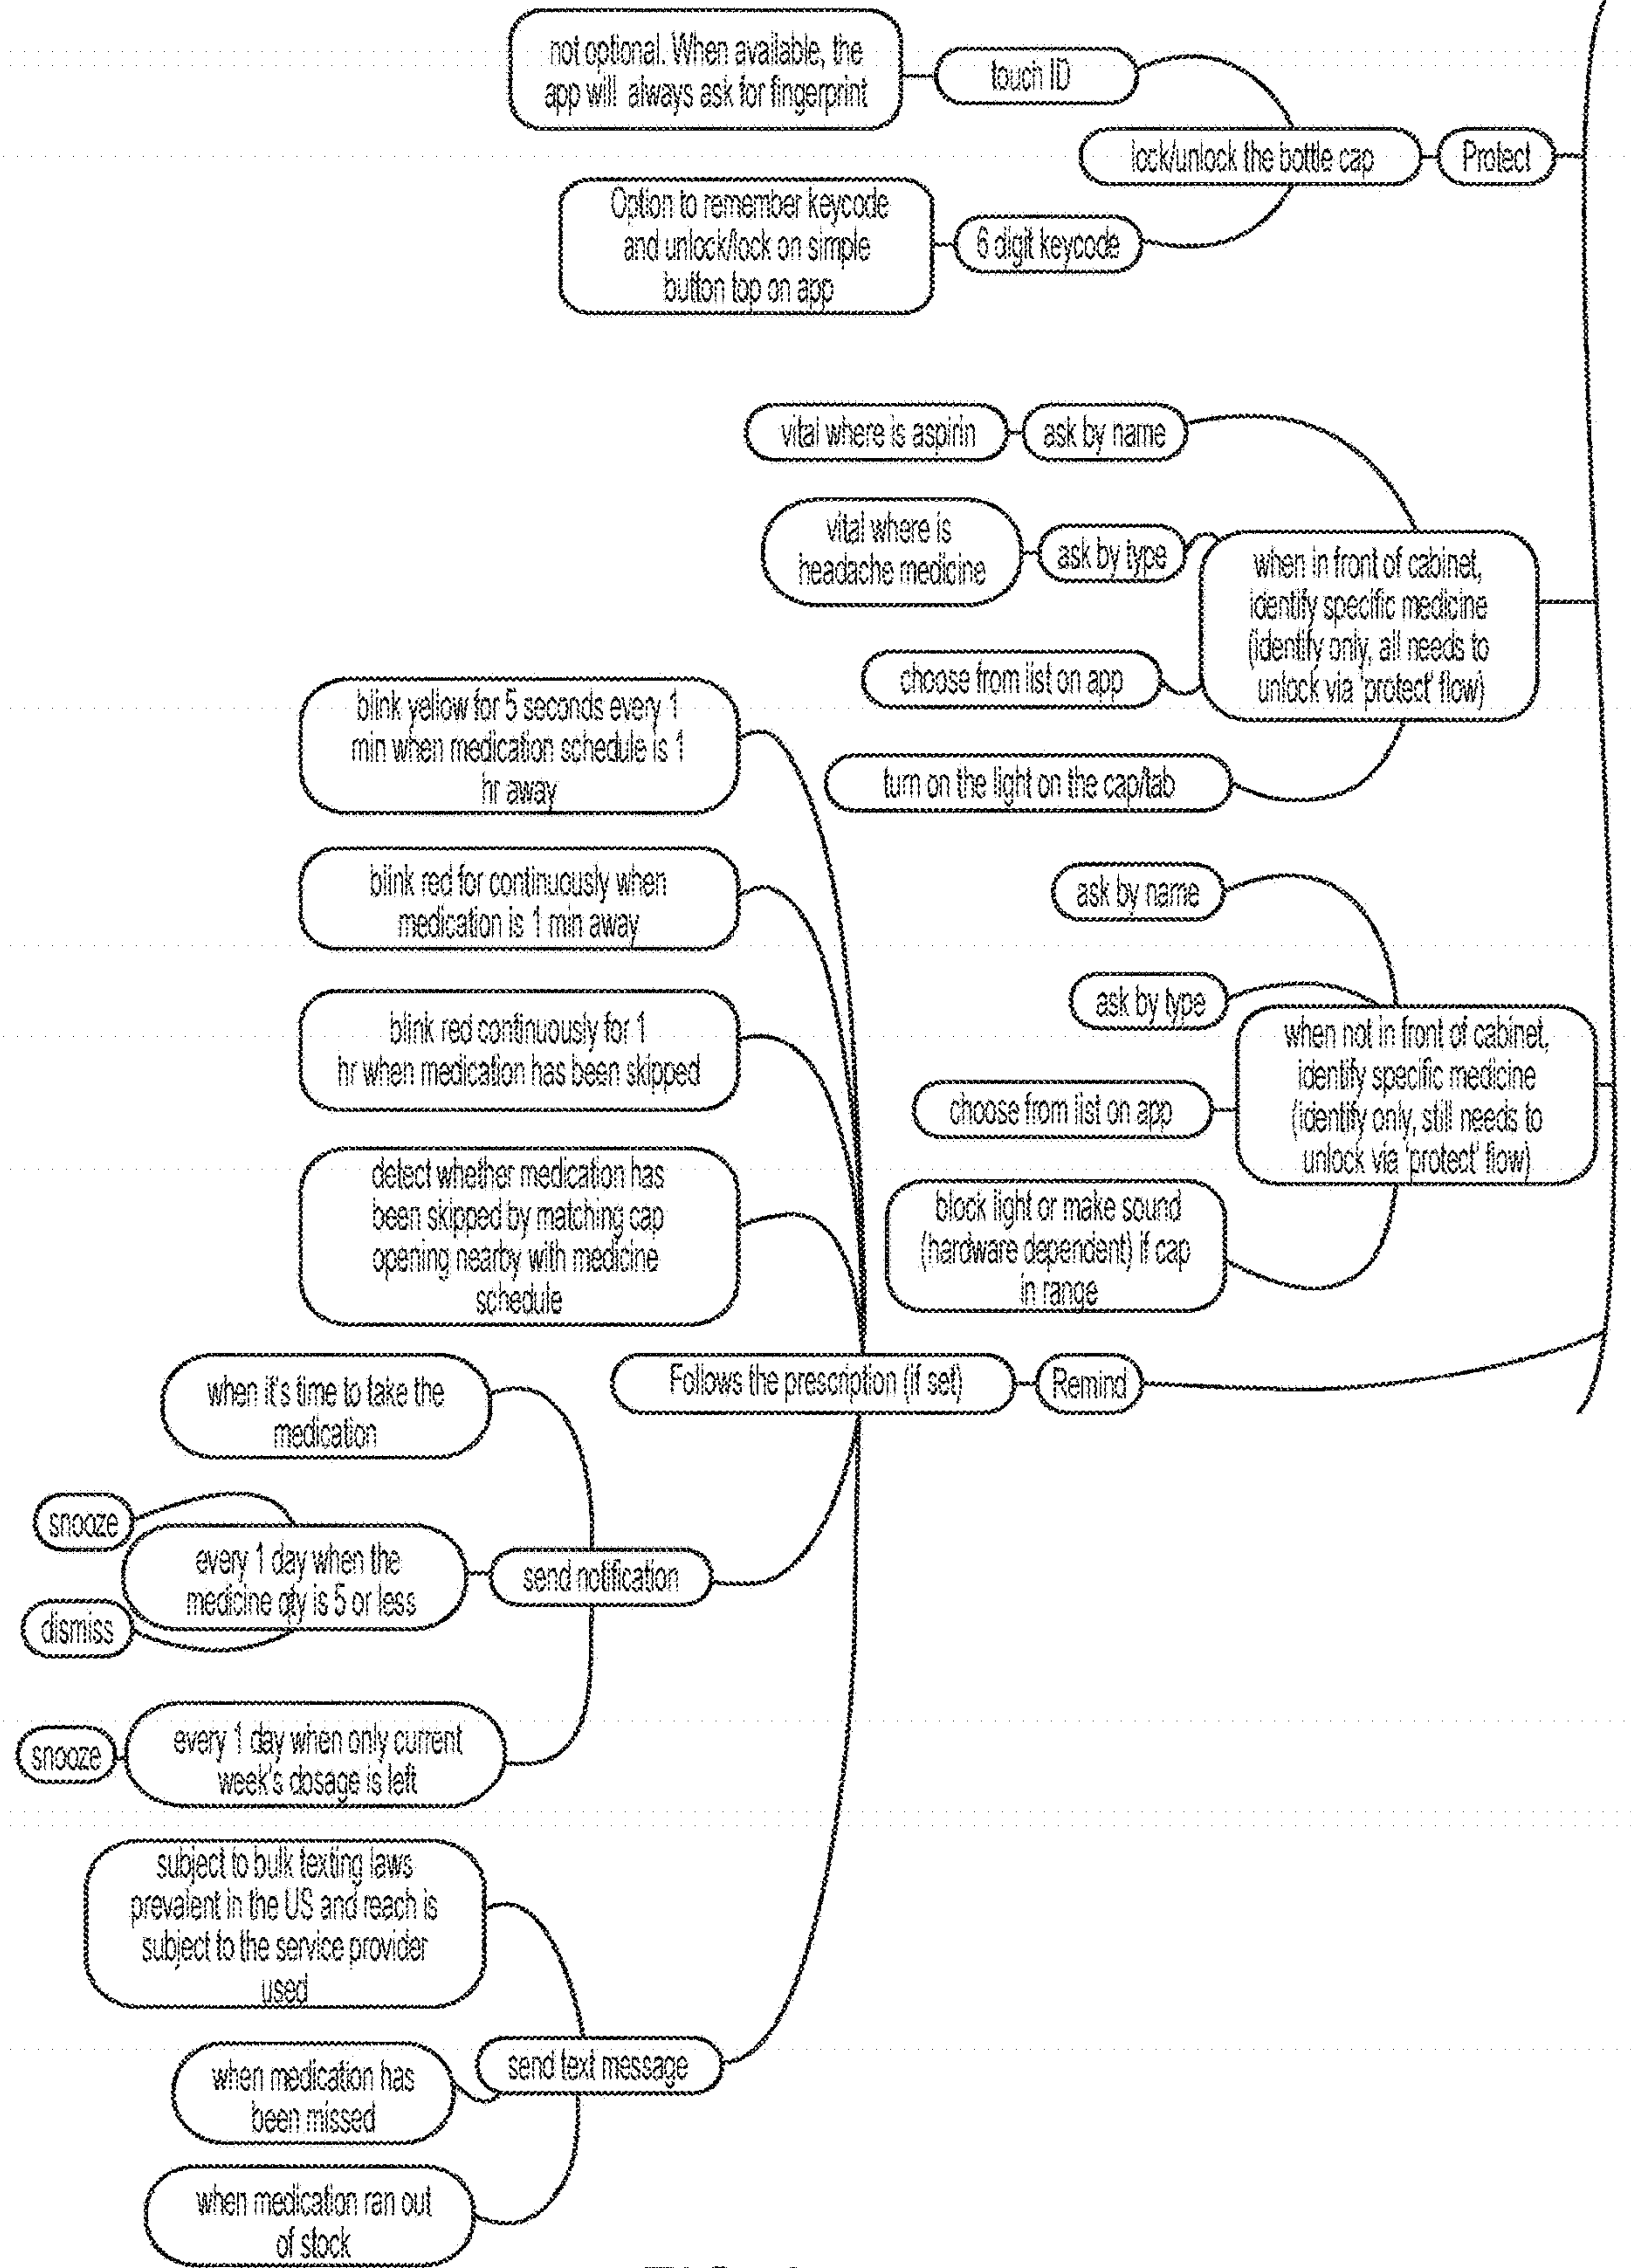 not optional. When available, the
app will always ask for fingerprint
touch ID
lock/unlock the bottle cap
Protect
Option to remember keycode
and unlock/lock on simple
button top on app
6 digit keycode
vital where is aspirin
ask by name
vital where is
headache medicine
ask by type
when in front of cabinet,
identify specific medicine
(identify only, all needs to
unlock via 'protect' flow)
choose from list on app
turn on the light on the cap/tab
blink yellow for 5 seconds every 1
min when medication schedule is 1
hr away
blink red for continuously when
medication is 1 min away
blink red continuously for 1
hr when medication has been skipped
detect whether medication has
been skipped by matching cap
opening nearby with medicine
schedule
ask by name
ask by type
when not in front of cabinet,
identify specific medicine
(identify only, still needs to
unlock via 'protect' flow)
choose from list on app
block light or make sound
(hardware dependent) if cap
in range
Follows the prescription (if set)
Remind
when it's time to take the
medication
snooze
every 1 day when the
medicine qty is 5 or less
dismiss
send notification
snooze
every 1 day when only current
week's dosage is left
subject to bulk texting laws
prevalent in the US and reach is
subject to the service provider
used
send text message
when medication has
been missed
when medication ran out
of stock